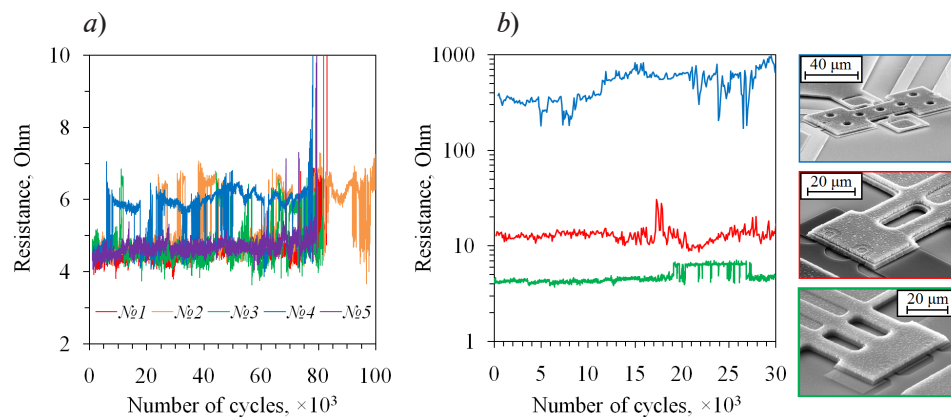 a)
Resistance, Ohm
10
8
6
4
2
№1 №2 №3 №4 №5
0 20 40 60 80 100
Number of cycles, ×10³
b)
Resistance, Ohm
1000
100
10
1
0 5 10 15 20 25 30
Number of cycles, ×10³
40 μm
20 μm
20 μm